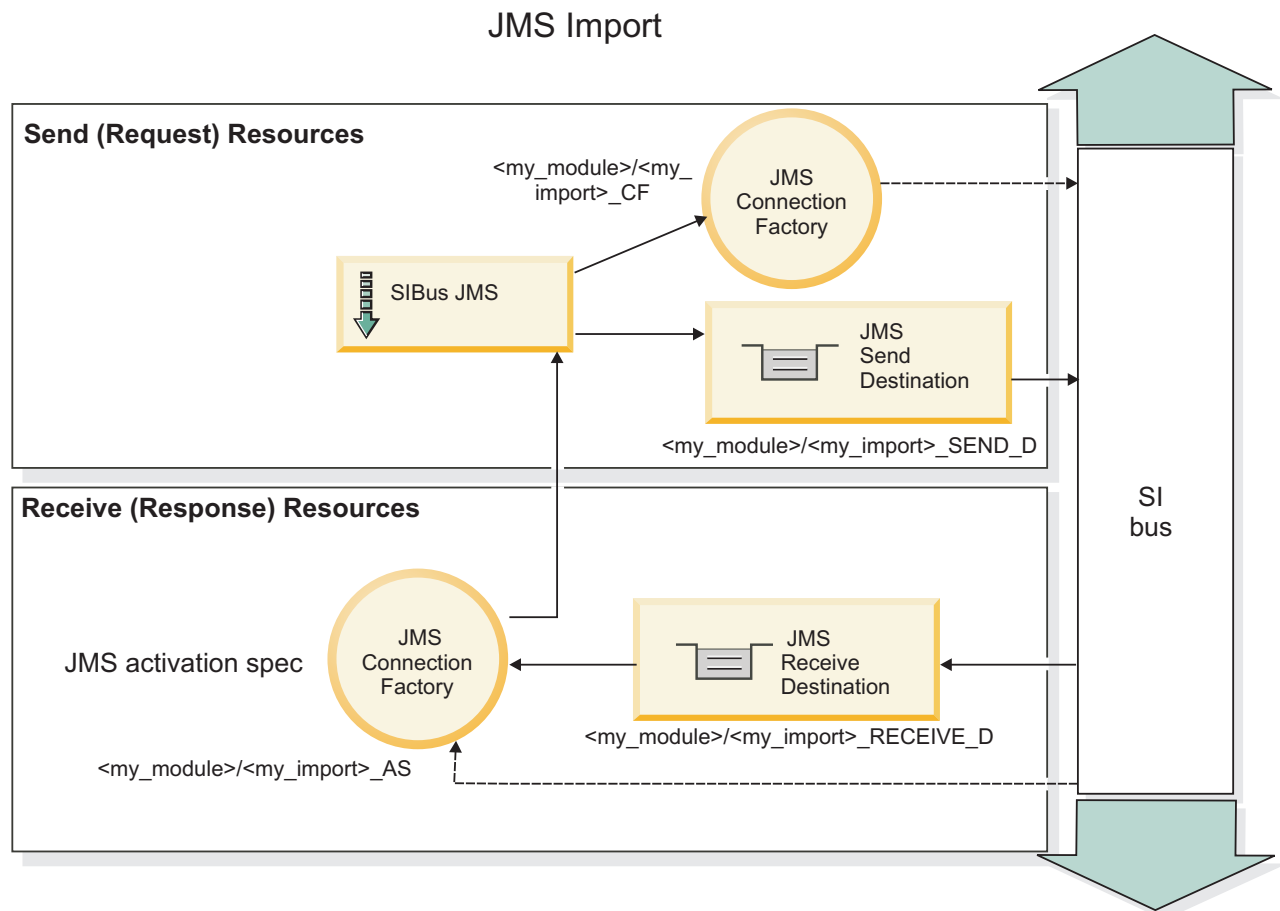 JMS Import
Send (Request) Resources
<my_module>/<my_
import>_CF
JMS
Connection
Factory
SIBus JMS
JMS
Send
Destination
<my_module>/<my_import>_SEND_D
SI
bus
Receive (Response) Resources
JMS activation spec
JMS
Connection
Factory
JMS
Receive
Destination
<my_module>/<my_import>_RECEIVE_D
<my_module>/<my_import>_AS